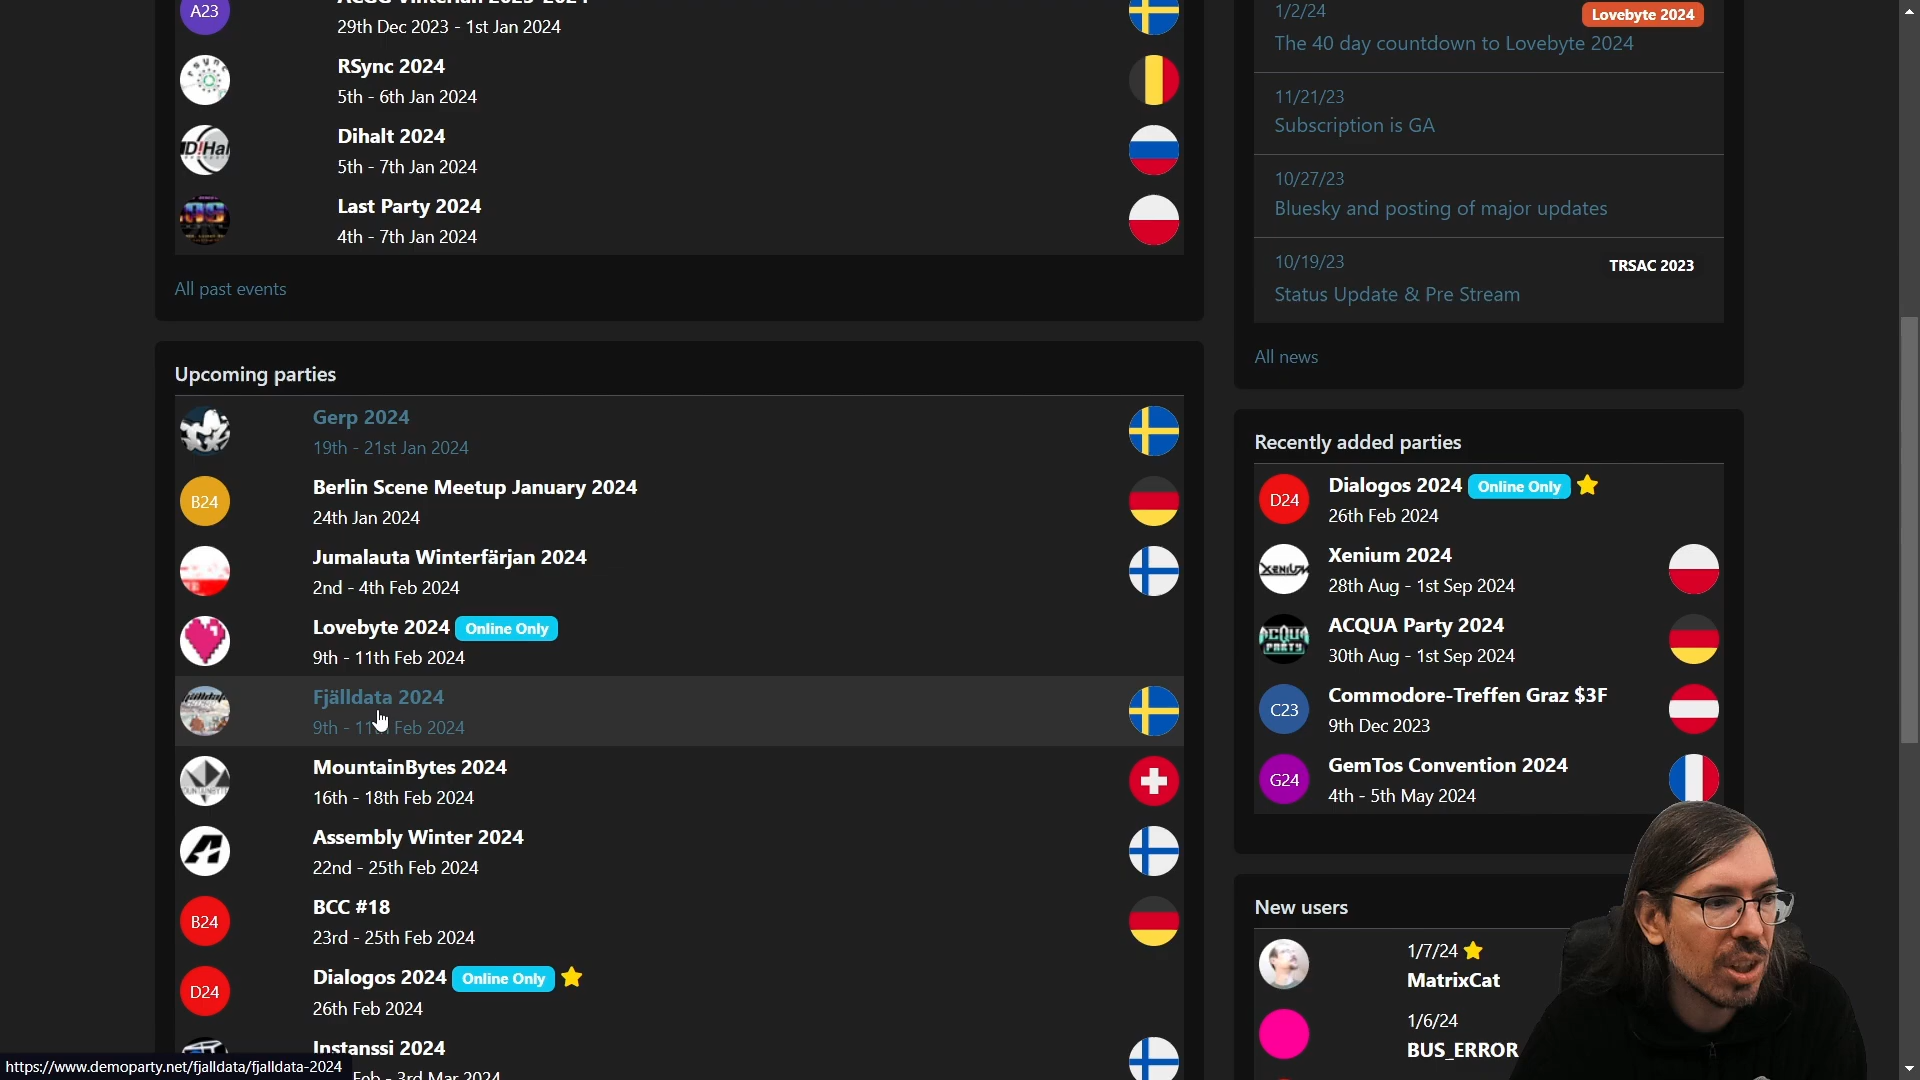 A23
29th Dec 2023 - 1st Jan 2024
RSync 2024
5th - 6th Jan 2024
Dihalt 2024
5th - 7th Jan 2024
Last Party 2024
4th - 7th Jan 2024
All past events
Upcoming parties
Gerp 2024
19th - 21st Jan 2024
B24
Berlin Scene Meetup January 2024
24th Jan 2024
Jumalauta Winterfärjan 2024
2nd - 4th Feb 2024
Lovebyte 2024 Online Only
9th - 11th Feb 2024
Fjälldata 2024
9th - 11th Feb 2024
MountainBytes 2024
16th - 18th Feb 2024
Assembly Winter 2024
22nd - 25th Feb 2024
B24
BCC #18
23rd - 25th Feb 2024
D24
Dialogos 2024 Online Only
26th Feb 2024
Instanssi 2024
Feb - 3rd Mar 2024
https://www.demoparty.net/fjalldata/fjalldata-2024
1/2/24
Lovebyte 2024
The 40 day countdown to Lovebyte 2024
11/21/23
Subscription is GA
10/27/23
Bluesky and posting of major updates
10/19/23
TRSAC 2023
Status Update & Pre Stream
All news
Recently added parties
D24
Dialogos 2024 Online Only
26th Feb 2024
XENIUM
Xenium 2024
28th Aug - 1st Sep 2024
ACQUA PARTY
ACQUA Party 2024
30th Aug - 1st Sep 2024
C23
Commodore-Treffen Graz $3F
9th Dec 2023
G24
GemTos Convention 2024
4th - 5th May 2024
New users
1/7/24
MatrixCat
1/6/24
BUS_ERROR